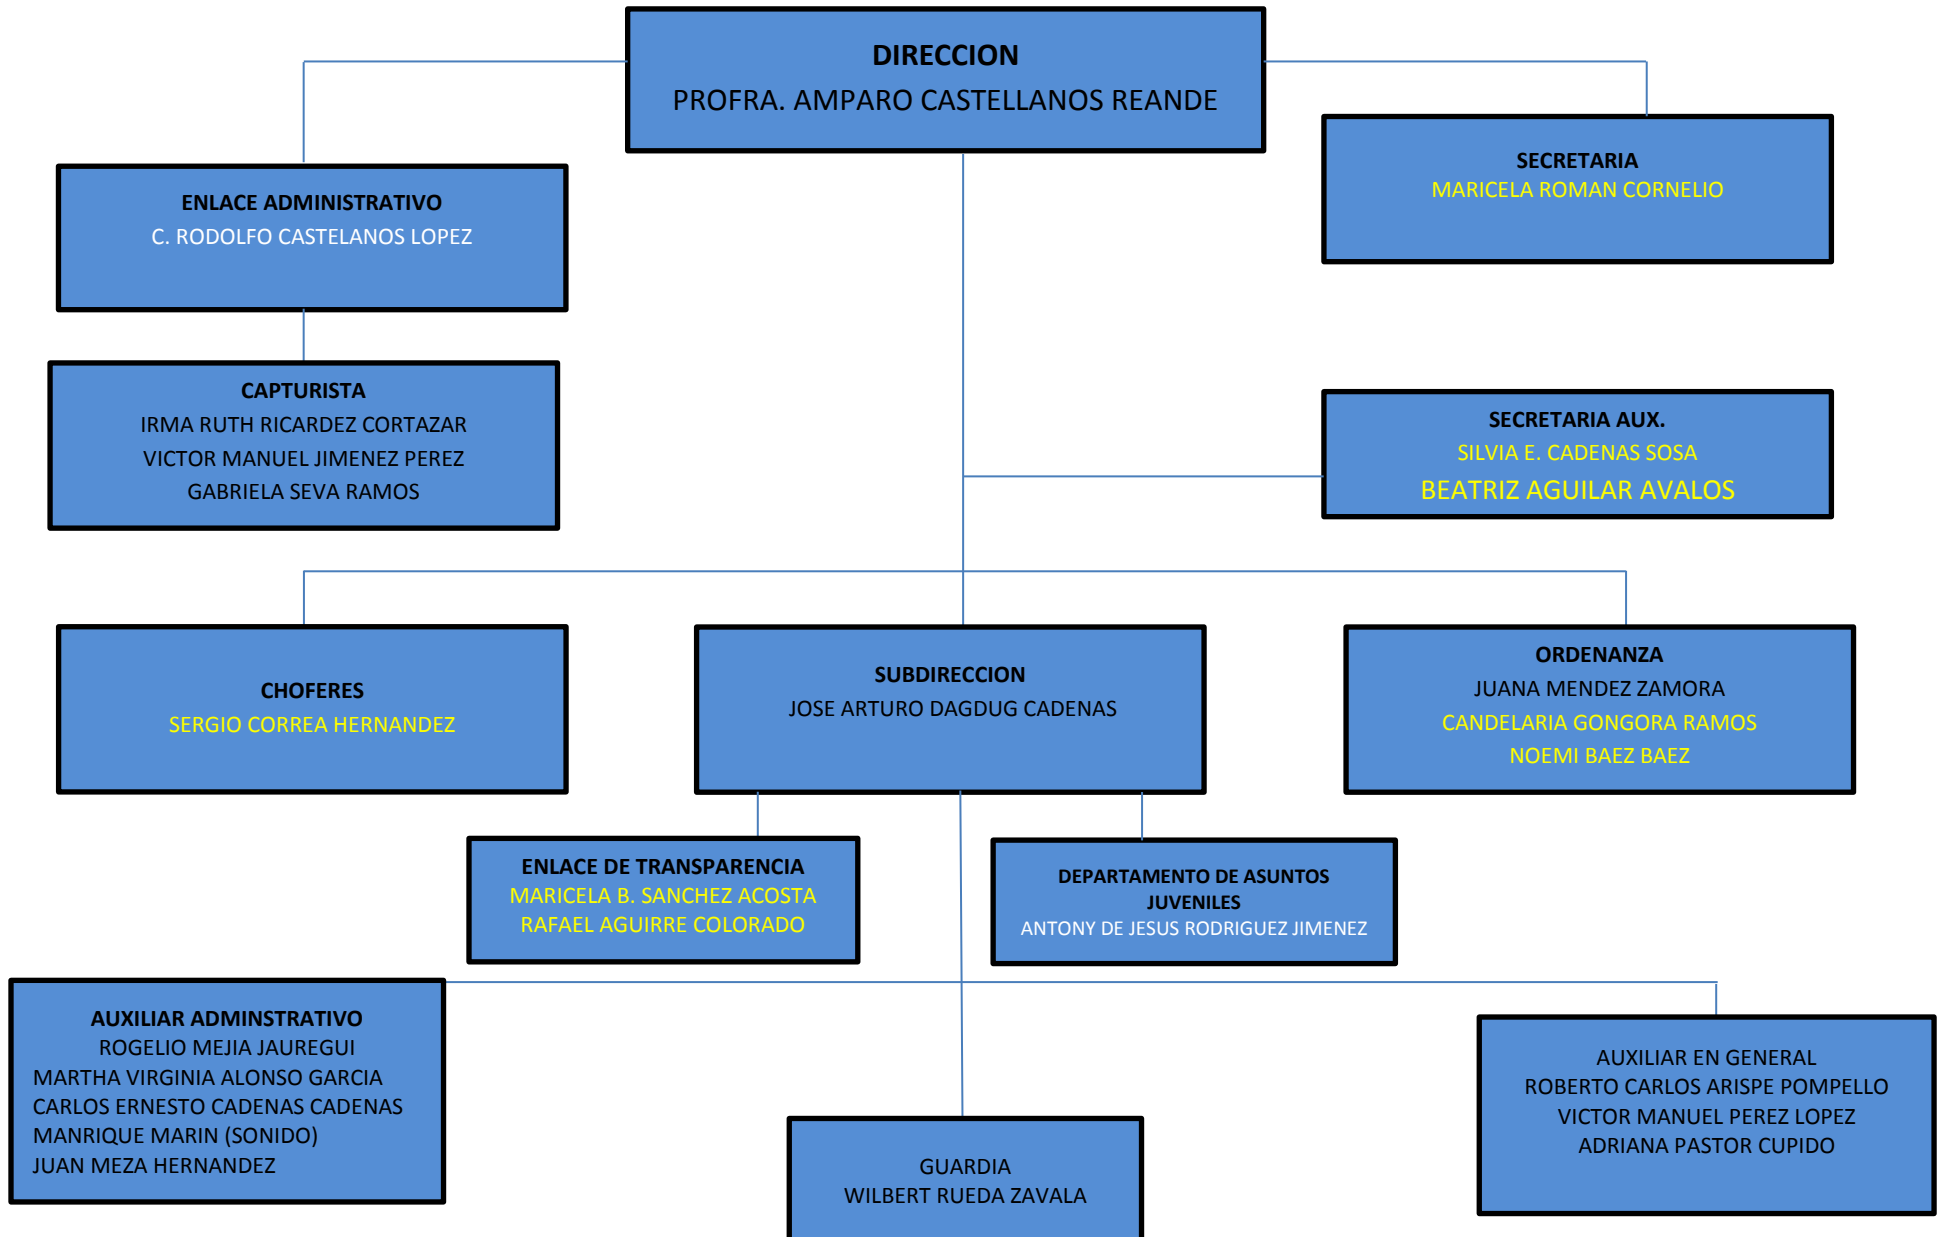 DIRECCION
PROFRA. AMPARO CASTELLANOS REANDE
ENLACE ADMINISTRATIVO
C. RODOLFO CASTELANOS LOPEZ
SECRETARIA
MARICELA ROMAN CORNELIO
CAPTURISTA
IRMA RUTH RICARDEZ CORTAZAR
VICTOR MANUEL JIMENEZ PEREZ
GABRIELA SEVA RAMOS
SECRETARIA AUX.
SILVIA E. CADENAS SOSA
BEATRIZ AGUILAR AVALOS
CHOFERES
SERGIO CORREA HERNANDEZ
SUBDIRECCION
JOSE ARTURO DAGDUG CADENAS
ORDENANZA
JUANA MENDEZ ZAMORA
CANDELARIA GONGORA RAMOS
NOEMI BAEZ BAEZ
ENLACE DE TRANSPARENCIA
MARICELA B. SANCHEZ ACOSTA
RAFAEL AGUIRRE COLORADO
DEPARTAMENTO DE ASUNTOS
JUVENILES
ANTONY DE JESUS RODRIGUEZ JIMENEZ
AUXILIAR ADMINSTRATIVO
ROGELIO MEJIA JAUREGUI
MARTHA VIRGINIA ALONSO GARCIA
CARLOS ERNESTO CADENAS CADENAS
MANRIQUE MARIN (SONIDO)
JUAN MEZA HERNANDEZ
GUARDIA
WILBERT RUEDA ZAVALA
AUXILIAR EN GENERAL
ROBERTO CARLOS ARISPE POMPELLO
VICTOR MANUEL PEREZ LOPEZ
ADRIANA PASTOR CUPIDO